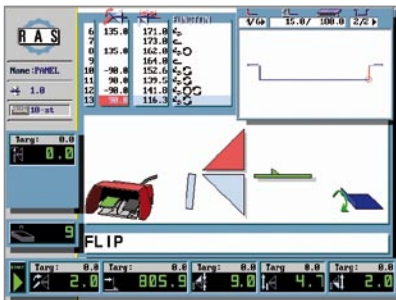 RAS
Name:PANEL
1.0
10-st
6 135.0 171.0
7 173.0
8 135.0 162.0
9 164.0
10 -90.0 152.6
11 90.0 139.5
12 -90.0 141.8
13 90.0 116.3
1/6 15.0/ 100.0 2/2
Targ: 0.0
0.0
9
FLIP
START
Targ: 0.0
2.0
Targ: 0.0
805.9
Targ: 0.0
9.0
Targ: 0.0
4.7
Targ: 0.0
2.0